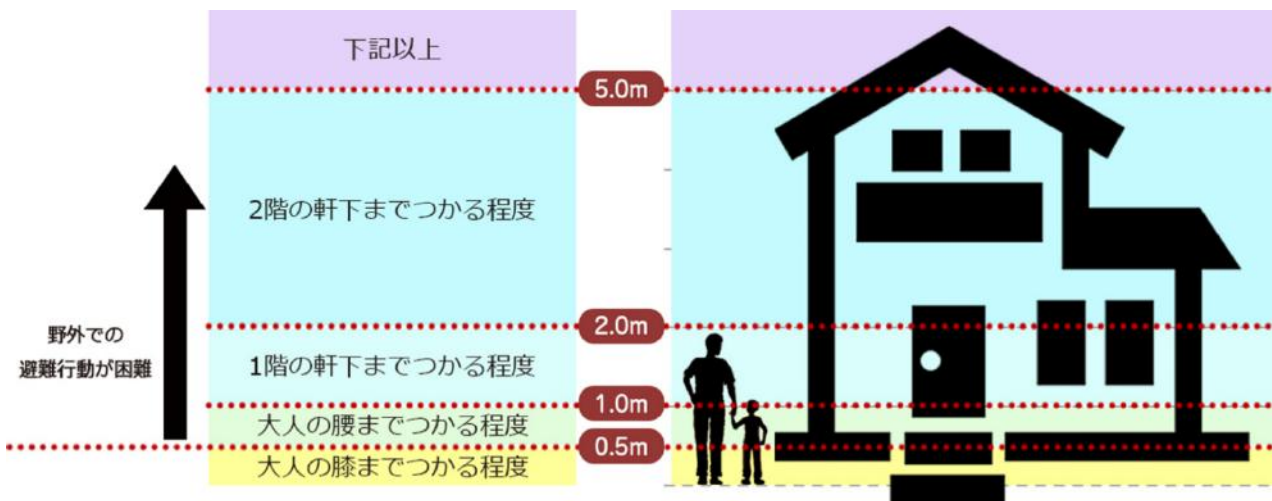 下記以上
5.0m
2階の軒下までつかる程度
2.0m
野外での
避難行動が困難
1階の軒下までつかる程度
1.0m
大人の腰までつかる程度
0.5m
大人の膝までつかる程度